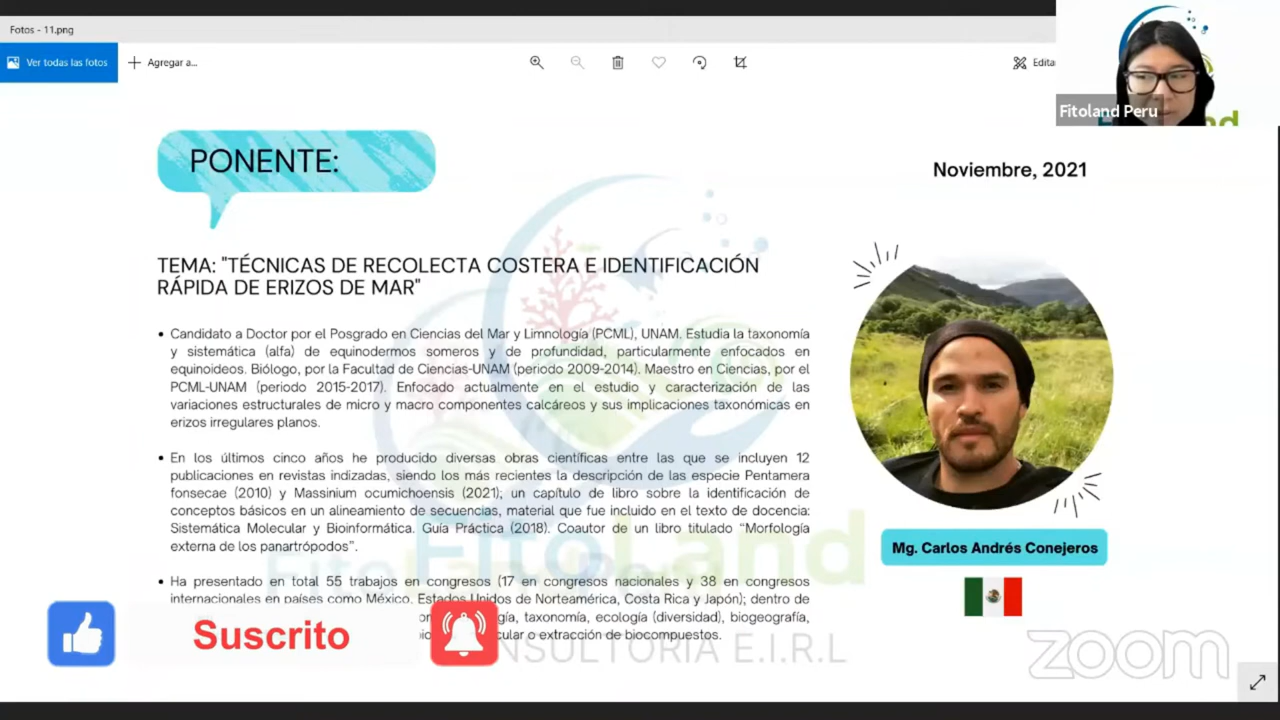 Fotos - 11.png
Ver todas las fotos
Agregar a...
Edita
Fitoland Peru
PONENTE:
Noviembre, 2021
TEMA: "TÉCNICAS DE RECOLECTA COSTERA E IDENTIFICACIÓN
RÁPIDA DE ERIZOS DE MAR"
• Candidato a Doctor por el Posgrado en Ciencias del Mar y Limnología (PCML), UNAM. Estudia la taxonomía
y sistemática (alfa) de equinodermos someros y de profundidad, particularmente enfocados en
equinoideos. Biólogo, por la Facultad de Ciencias-UNAM (periodo 2009-2014). Maestro en Ciencias, por el
PCML-UNAM (periodo 2015-2017). Enfocado actualmente en el estudio y caracterización de las
variaciones estructurales de micro y macro componentes calcáreos y sus implicaciones taxonómicas en
erizos irregulares planos.
• En los últimos cinco años he producido diversas obras científicas entre las que se incluyen 12
publicaciones en revistas indizadas, siendo los más recientes la descripción de las especie Pentamera
fonsecae (2010) y Massinium ocumichoensis (2021); un capítulo de libro sobre la identificación de
conceptos básicos en un alineamiento de secuencias, material que fue incluido en el texto de docencia:
Sistemática Molecular y Bioinformática. Guía Práctica (2018). Coautor de un libro titulado “Morfología
externa de los panartrópodos”.
• Ha presentado en total 55 trabajos en congresos (17 en congresos nacionales y 38 en congresos
internacionales en países como México, Estados Unidos de Norteamérica, Costa Rica y Japón); dentro de
gía, taxonomía, ecología (diversidad), biogeografía,
cular o extracción de biocompuestos.
Mg. Carlos Andrés Conejeros
Suscrito
FitoLand
NSULTORIA E.I.R.L
zoom